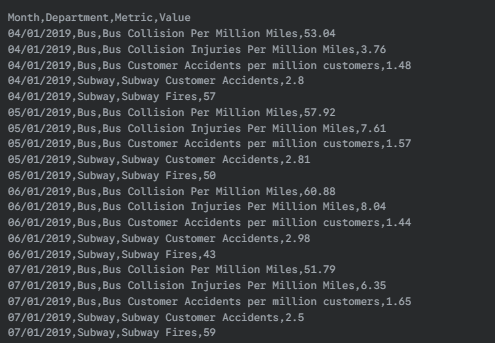 Month,Department,Metric,Value
04/01/2019,Bus,Bus Collision Per Million Miles,53.04
04/01/2019,Bus,Bus Collision Injuries Per Million Miles,3.76
04/01/2019,Bus,Bus Customer Accidents per million customers,1.48
04/01/2019,Subway,Subway Customer Accidents,2.8
04/01/2019,Subway,Subway Fires,57
05/01/2019,Bus,Bus Collision Per Million Miles,57.92
05/01/2019,Bus,Bus Collision Injuries Per Million Miles,7.61
05/01/2019,Bus,Bus Customer Accidents per million customers,1.57
05/01/2019,Subway,Subway Customer Accidents,2.81
05/01/2019,Subway,Subway Fires,50
06/01/2019,Bus,Bus Collision Per Million Miles,60.88
06/01/2019,Bus,Bus Collision Injuries Per Million Miles,8.04
06/01/2019,Bus,Bus Customer Accidents per million customers,1.44
06/01/2019,Subway,Subway Customer Accidents,2.98
06/01/2019,Subway,Subway Fires,43
07/01/2019,Bus,Bus Collision Per Million Miles,51.79
07/01/2019,Bus,Bus Collision Injuries Per Million Miles,6.35
07/01/2019,Bus,Bus Customer Accidents per million customers,1.65
07/01/2019,Subway,Subway Customer Accidents,2.5
07/01/2019,Subway,Subway Fires,59